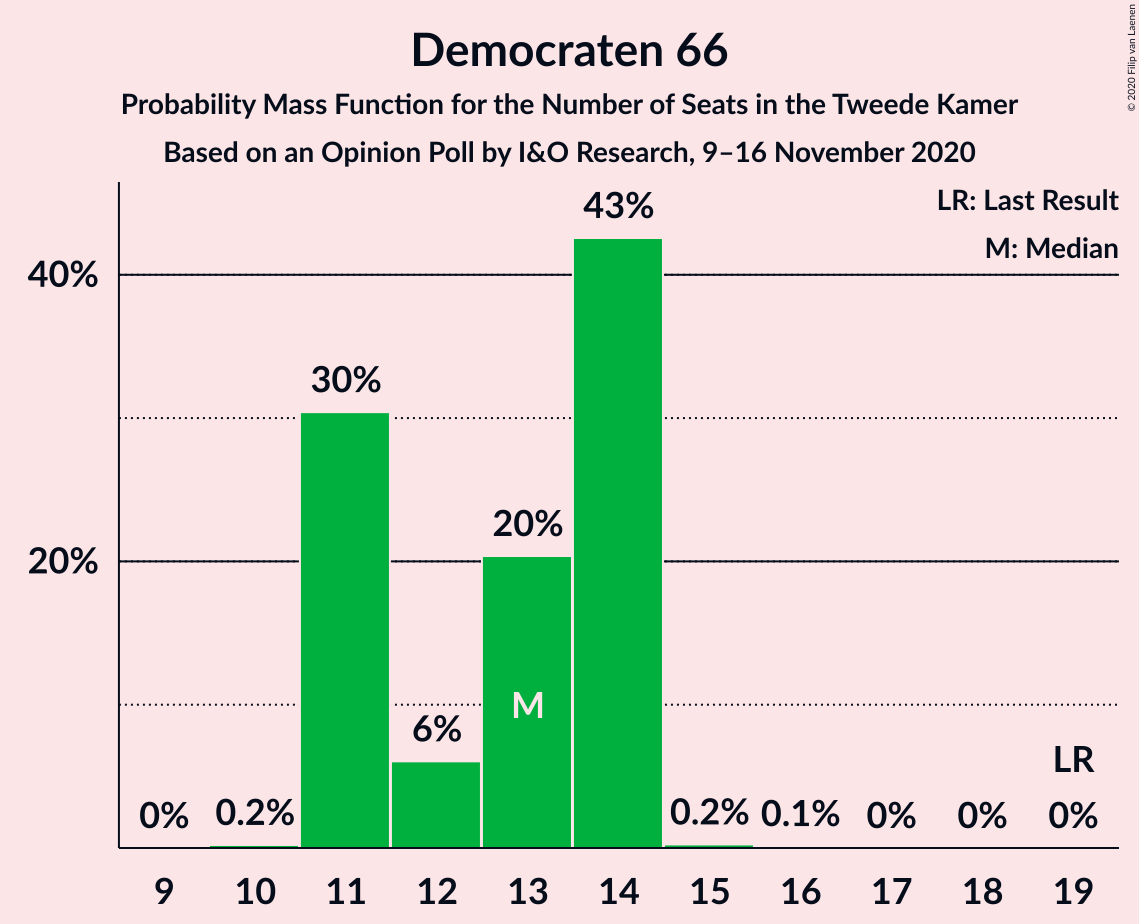 Democraten 66
Probability Mass Function for the Number of Seats in the Tweede Kamer
Based on an Opinion Poll by I&O Research, 9–16 November 2020
© 2020 Filip van Laenen
LR: Last Result
M: Median
40%
20%
0%
0.2%
30%
6%
20%
43%
0.2%
0.1%
0%
0%
0%
M
LR
9 10 11 12 13 14 15 16 17 18 19